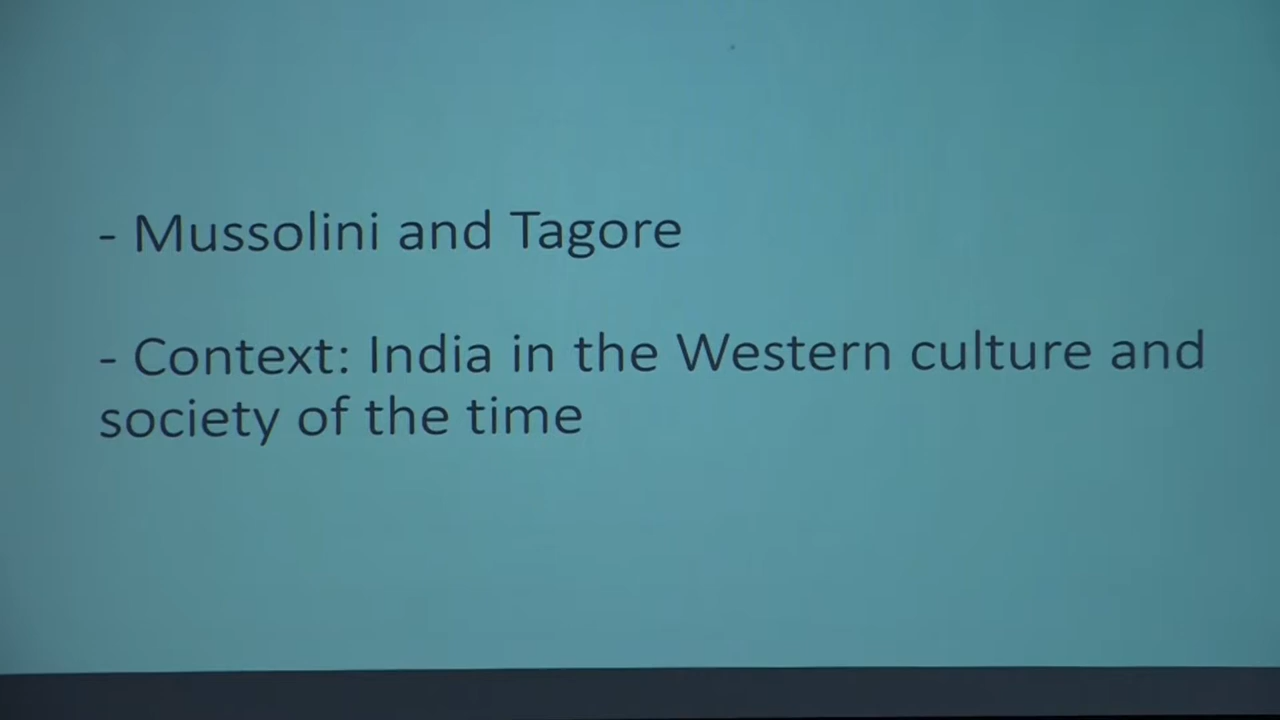 - Mussolini and Tagore
- Context: India in the Western culture and
society of the time